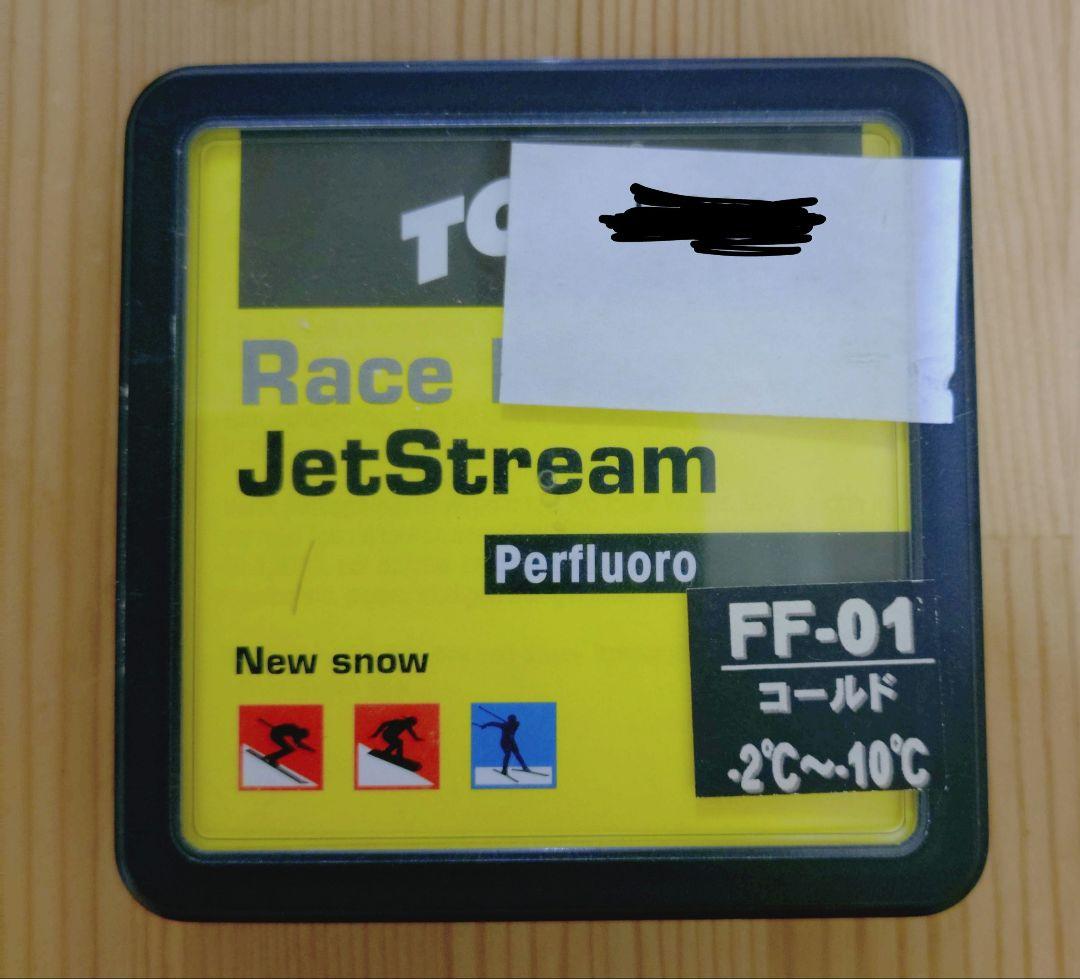 Race
JetStream
Perfluoro
New snow
FF-01
コールド
-2℃～-10℃